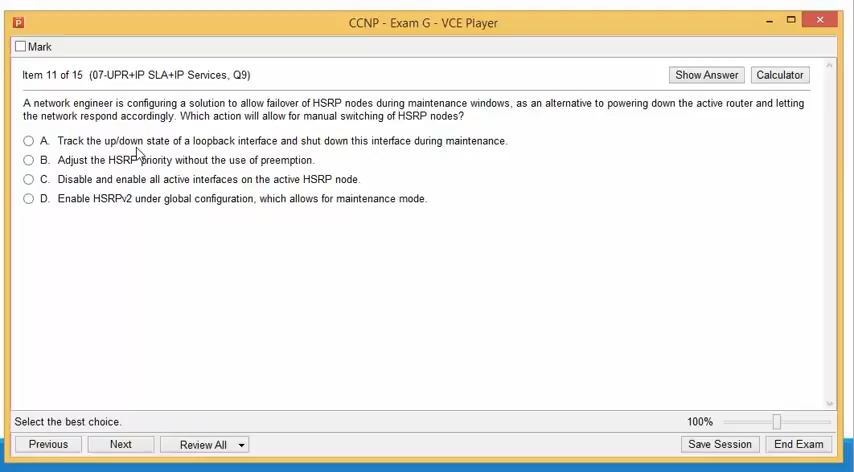 CCNP - Exam G - VCE Player
Mark
Item 11 of 15 (07-UPR+IP SLA+IP Services, Q9)
Show Answer
Calculator
A network engineer is configuring a solution to allow failover of HSRP nodes during maintenance windows, as an alternative to powering down the active router and letting
the network respond accordingly. Which action will allow for manual switching of HSRP nodes?
A. Track the up/down state of a loopback interface and shut down this interface during maintenance.
B. Adjust the HSRP priority without the use of preemption.
C. Disable and enable all active interfaces on the active HSRP node.
D. Enable HSRPv2 under global configuration, which allows for maintenance mode.
Select the best choice.
100%
Previous
Next
Review All
Save Session
End Exam